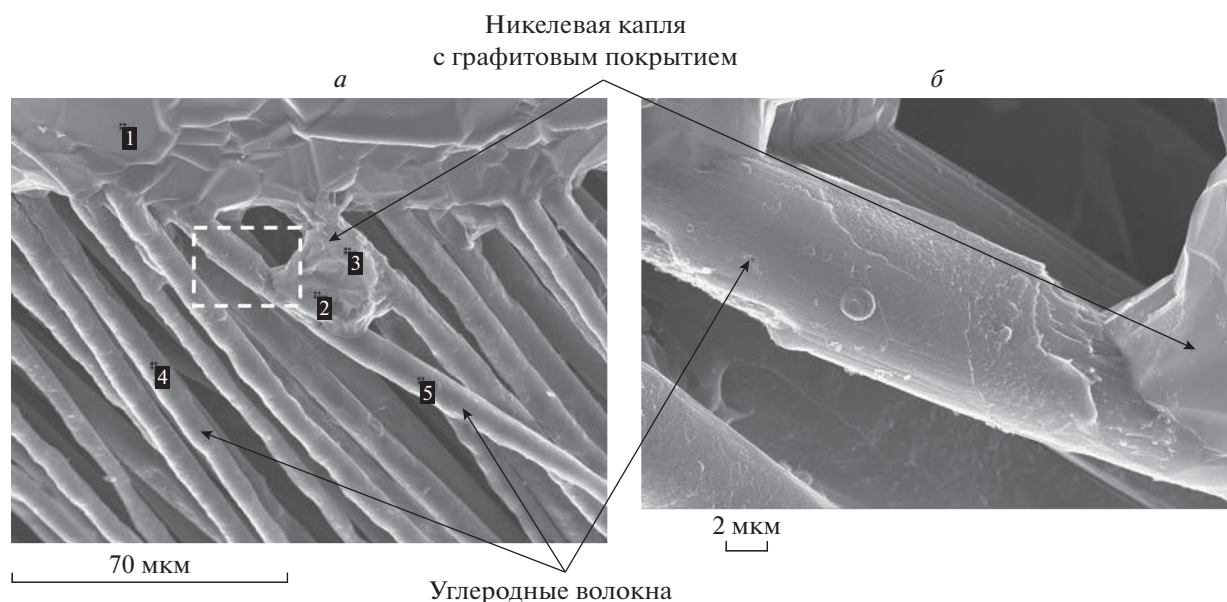 Никелевая капля
с графитовым покрытием
а
б
1
3
2
4
5
70 мкм
2 мкм
Углеродные волокна